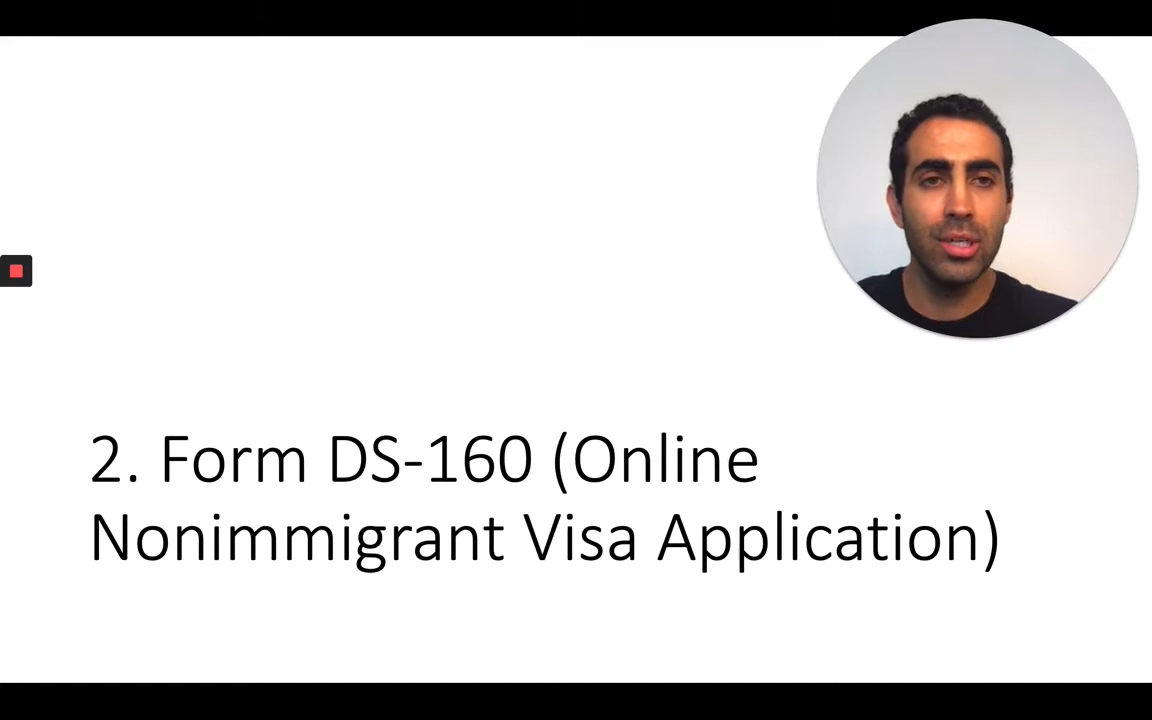 2. Form DS-160 (Online
Nonimmigrant Visa Application)